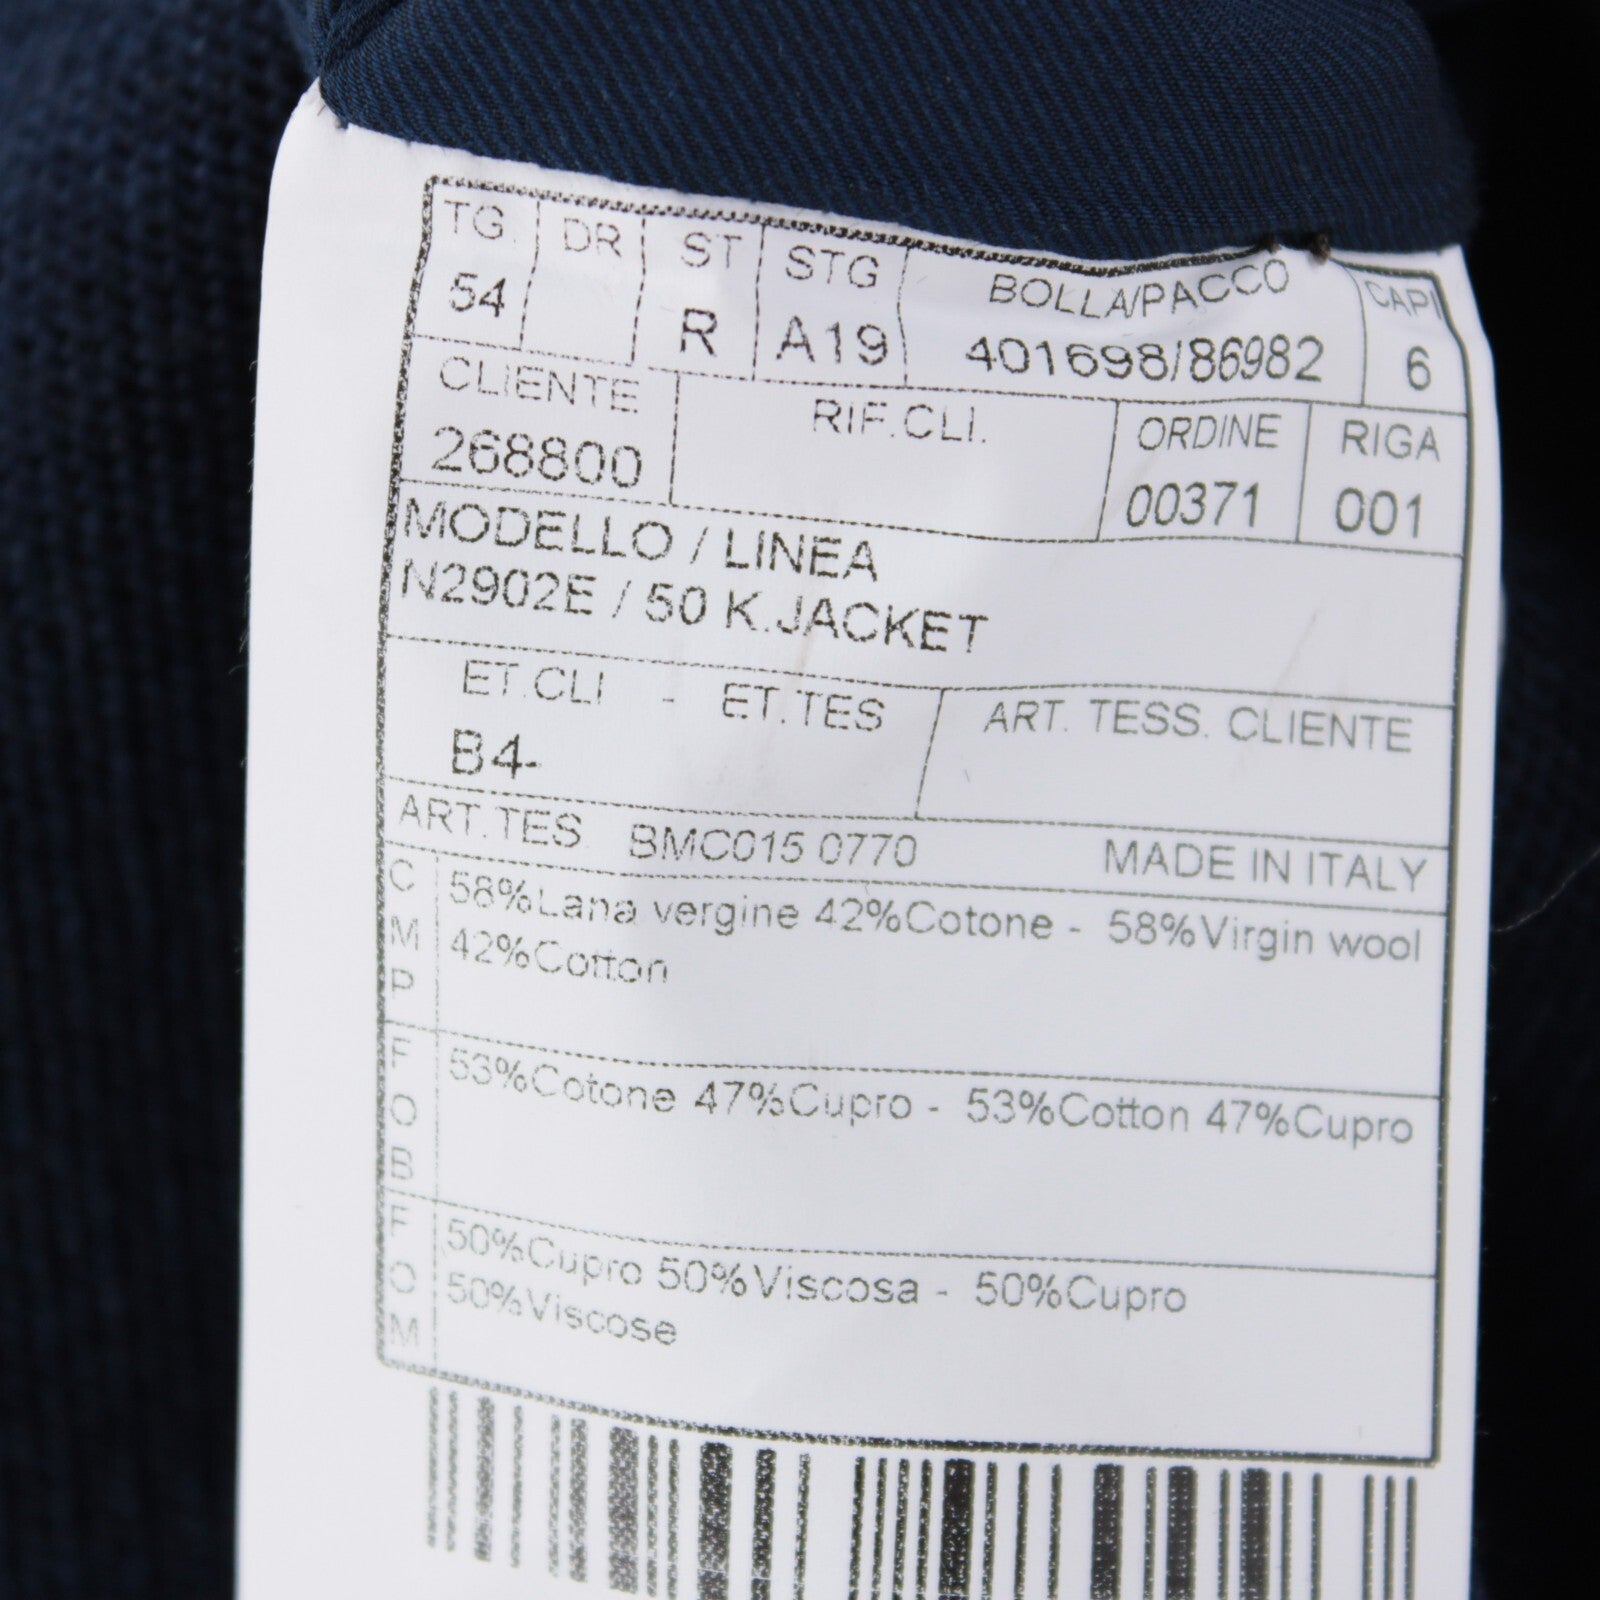 TG DR ST STG BOLLA/PACCO CAPI
54 R A19 401698/86982 6
CLIENTE RIF.CLI. ORDINE RIGA
268800 00371 001
MODELLO / LINEA
N2902E / 50 K.JACKET
ET.CLI - ET.TES ART. TESS. CLIENTE
B4-
ART.TES BMC015 0770 MADE IN ITALY
CMP
58%Lana vergine 42%Cotone - 58%Virgin wool
42%Cotton
FOB
53%Cotone 47%Cupro - 53%Cotton 47%Cupro
FOM
50%Cupro 50%Viscosa - 50%Cupro
50%Viscose